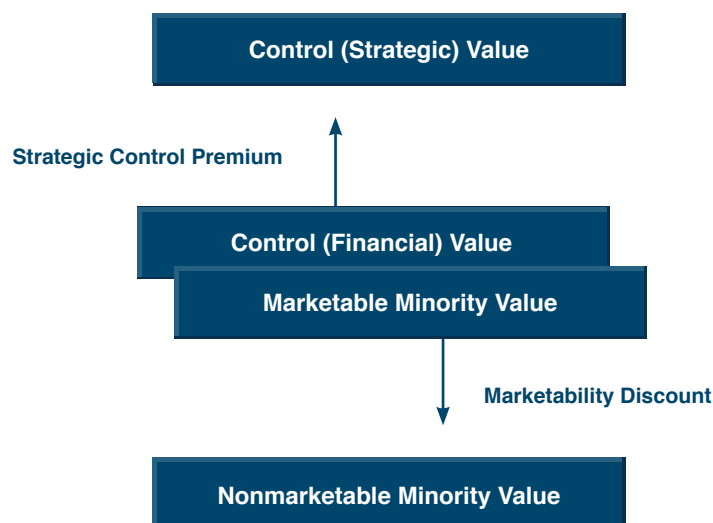 Control (Strategic) Value
Strategic Control Premium
Control (Financial) Value
Marketable Minority Value
Marketability Discount
Nonmarketable Minority Value